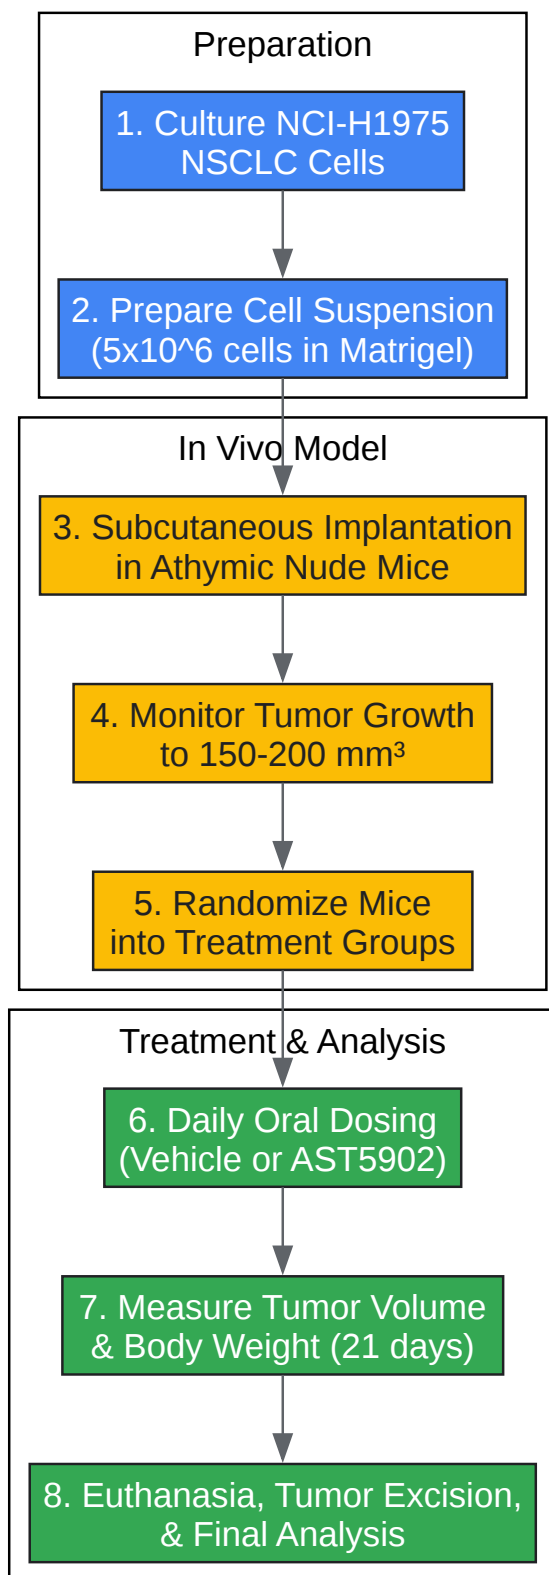 Preparation
1. Culture NCI-H1975
NSCLC Cells
2. Prepare Cell Suspension
(5x10^6 cells in Matrigel)
In Vivo Model
3. Subcutaneous Implantation
in Athymic Nude Mice
4. Monitor Tumor Growth
to 150-200 mm³
5. Randomize Mice
into Treatment Groups
Treatment & Analysis
6. Daily Oral Dosing
(Vehicle or AST5902)
7. Measure Tumor Volume
& Body Weight (21 days)
8. Euthanasia, Tumor Excision,
& Final Analysis